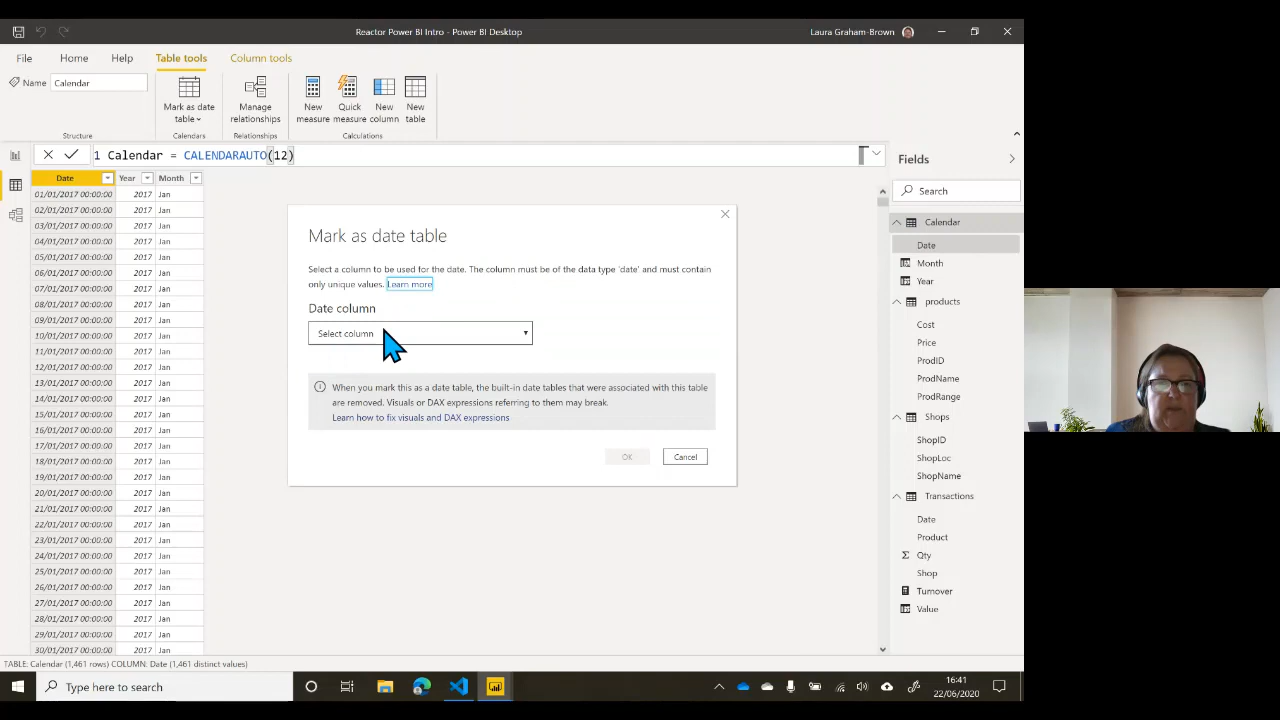 Reactor Power BI Intro - Power BI Desktop
Laura Graham-Brown
File
Home
Help
Table tools
Column tools
Name
Calendar
Mark as date
table
Manage
relationships
New
measure
Quick
measure
New
column
New
table
Structure
Calendars
Relationships
Calculations
1 Calendar = CALENDARAUTO(12)
Date Year Month
01/01/2017 00:00:00 2017 Jan
02/01/2017 00:00:00 2017 Jan
03/01/2017 00:00:00 2017 Jan
04/01/2017 00:00:00 2017 Jan
05/01/2017 00:00:00 2017 Jan
06/01/2017 00:00:00 2017 Jan
07/01/2017 00:00:00 2017 Jan
08/01/2017 00:00:00 2017 Jan
09/01/2017 00:00:00 2017 Jan
10/01/2017 00:00:00 2017 Jan
11/01/2017 00:00:00 2017 Jan
12/01/2017 00:00:00 2017 Jan
13/01/2017 00:00:00 2017 Jan
14/01/2017 00:00:00 2017 Jan
15/01/2017 00:00:00 2017 Jan
16/01/2017 00:00:00 2017 Jan
17/01/2017 00:00:00 2017 Jan
18/01/2017 00:00:00 2017 Jan
19/01/2017 00:00:00 2017 Jan
20/01/2017 00:00:00 2017 Jan
21/01/2017 00:00:00 2017 Jan
22/01/2017 00:00:00 2017 Jan
23/01/2017 00:00:00 2017 Jan
24/01/2017 00:00:00 2017 Jan
25/01/2017 00:00:00 2017 Jan
26/01/2017 00:00:00 2017 Jan
27/01/2017 00:00:00 2017 Jan
28/01/2017 00:00:00 2017 Jan
29/01/2017 00:00:00 2017 Jan
30/01/2017 00:00:00 2017 Jan
Mark as date table
Select a column to be used for the date. The column must be of the data type 'date' and must contain
only unique values. Learn more
Date column
Select column
When you mark this as a date table, the built-in date tables that were associated with this table
are removed. Visuals or DAX expressions referring to them may break.
Learn how to fix visuals and DAX expressions
OK
Cancel
Fields
Search
Calendar
Date
Month
Year
products
Cost
Price
ProdID
ProdName
ProdRange
Shops
ShopID
ShopLoc
ShopName
Transactions
Date
Product
Qty
Shop
Turnover
Value
TABLE: Calendar (1,461 rows) COLUMN: Date (1,461 distinct values)
Type here to search
16:41
22/06/2020